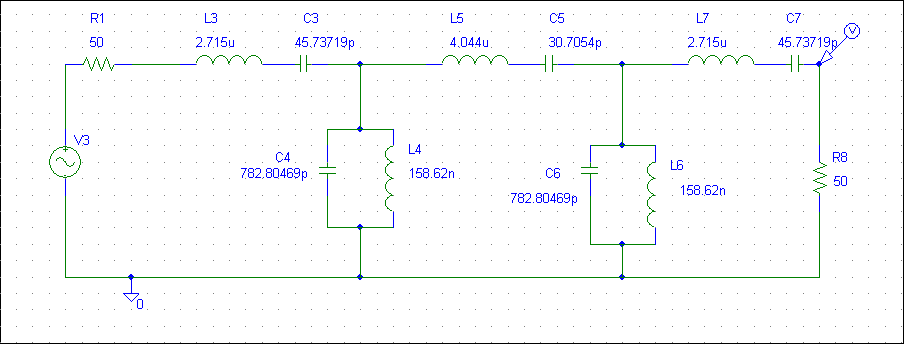 R1
50
L3
2.715u
C3
45.73719p
L5
4.044u
C5
30.7054p
L7
2.715u
C7
45.73719p
V
V3
+
-
C4
782.80469p
L4
158.62n
C6
782.80469p
L6
158.62n
R8
50
0